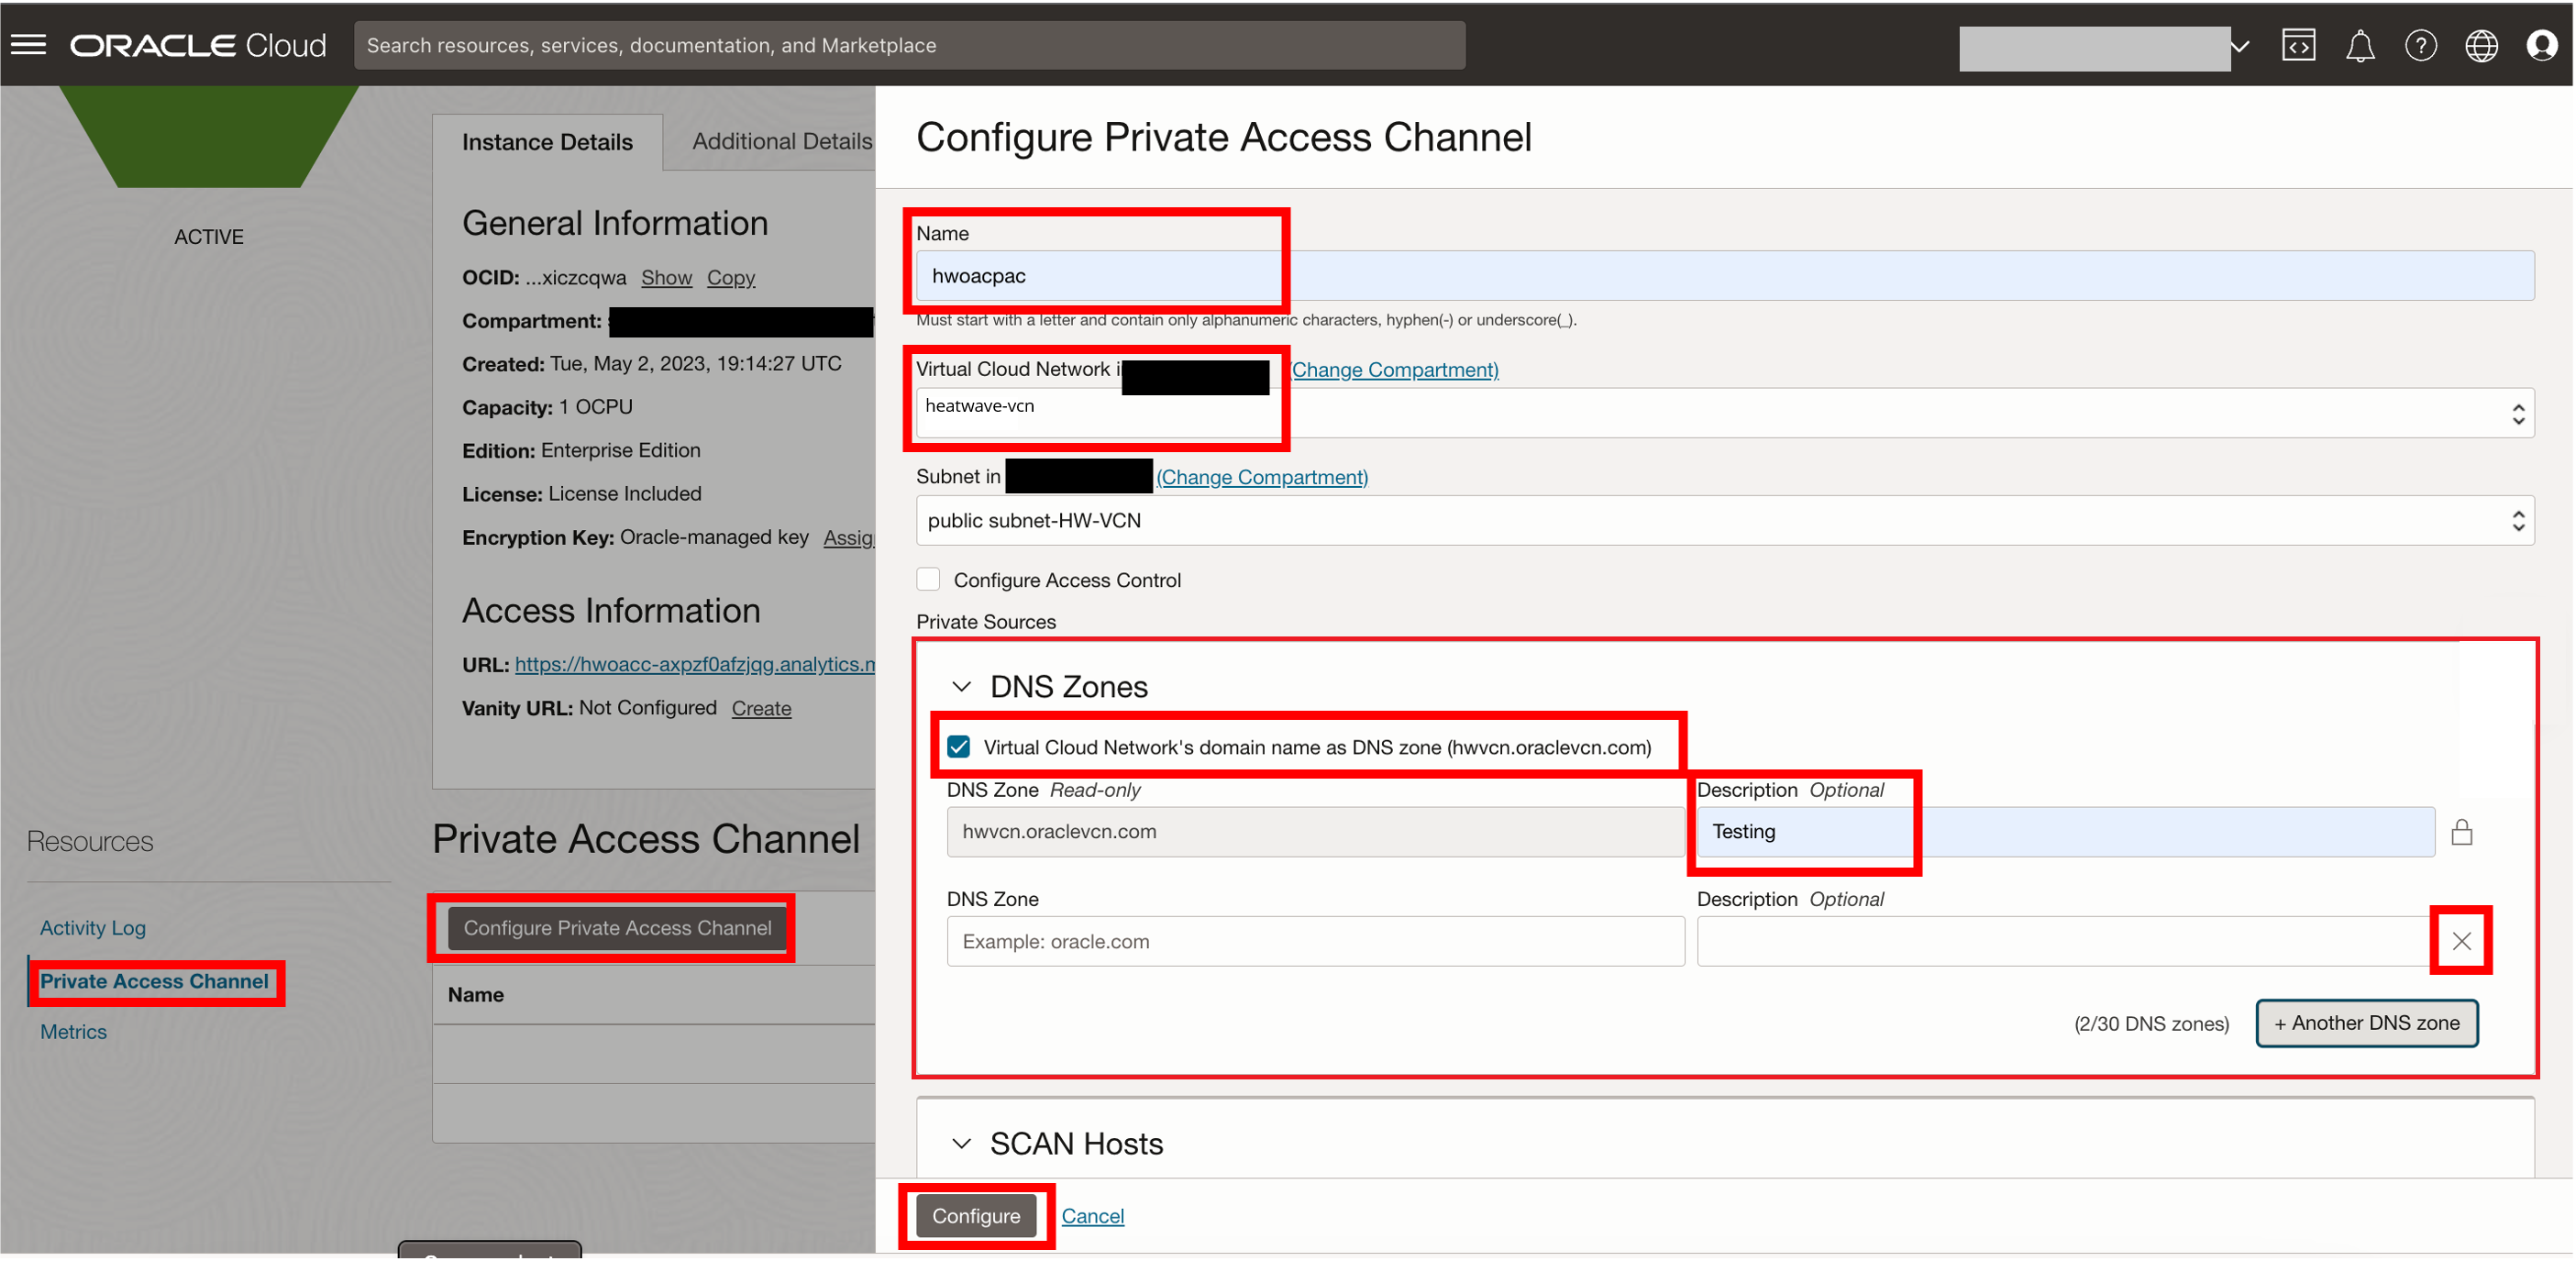 ORACLE Cloud
Search resources, services, documentation, and Marketplace
ACTIVE
Instance Details
Additional Details
General Information
OCID: ...xiczcqwa Show Copy
Compartment:
Created: Tue, May 2, 2023, 19:14:27 UTC
Capacity: 1 OCPU
Edition: Enterprise Edition
License: License Included
Encryption Key: Oracle-managed key Assig
Access Information
URL: https://hwoacc-axpzf0afzjqg.analytics.m
Vanity URL: Not Configured Create
Resources
Activity Log
Private Access Channel
Metrics
Private Access Channel
Configure Private Access Channel
Name
Configure Private Access Channel
Name
hwoacpac
Must start with a letter and contain only alphanumeric characters, hyphen(-) or underscore(_).
Virtual Cloud Network (Change Compartment)
heatwave-vcn
Subnet in (Change Compartment)
public subnet-HW-VCN
Configure Access Control
Private Sources
DNS Zones
Virtual Cloud Network's domain name as DNS zone (hwvcn.oraclevcn.com)
DNS Zone Read-only
Description Optional
hwvcn.oraclevcn.com
Testing
DNS Zone
Description Optional
Example: oracle.com
(2/30 DNS zones)
+ Another DNS zone
SCAN Hosts
Configure
Cancel